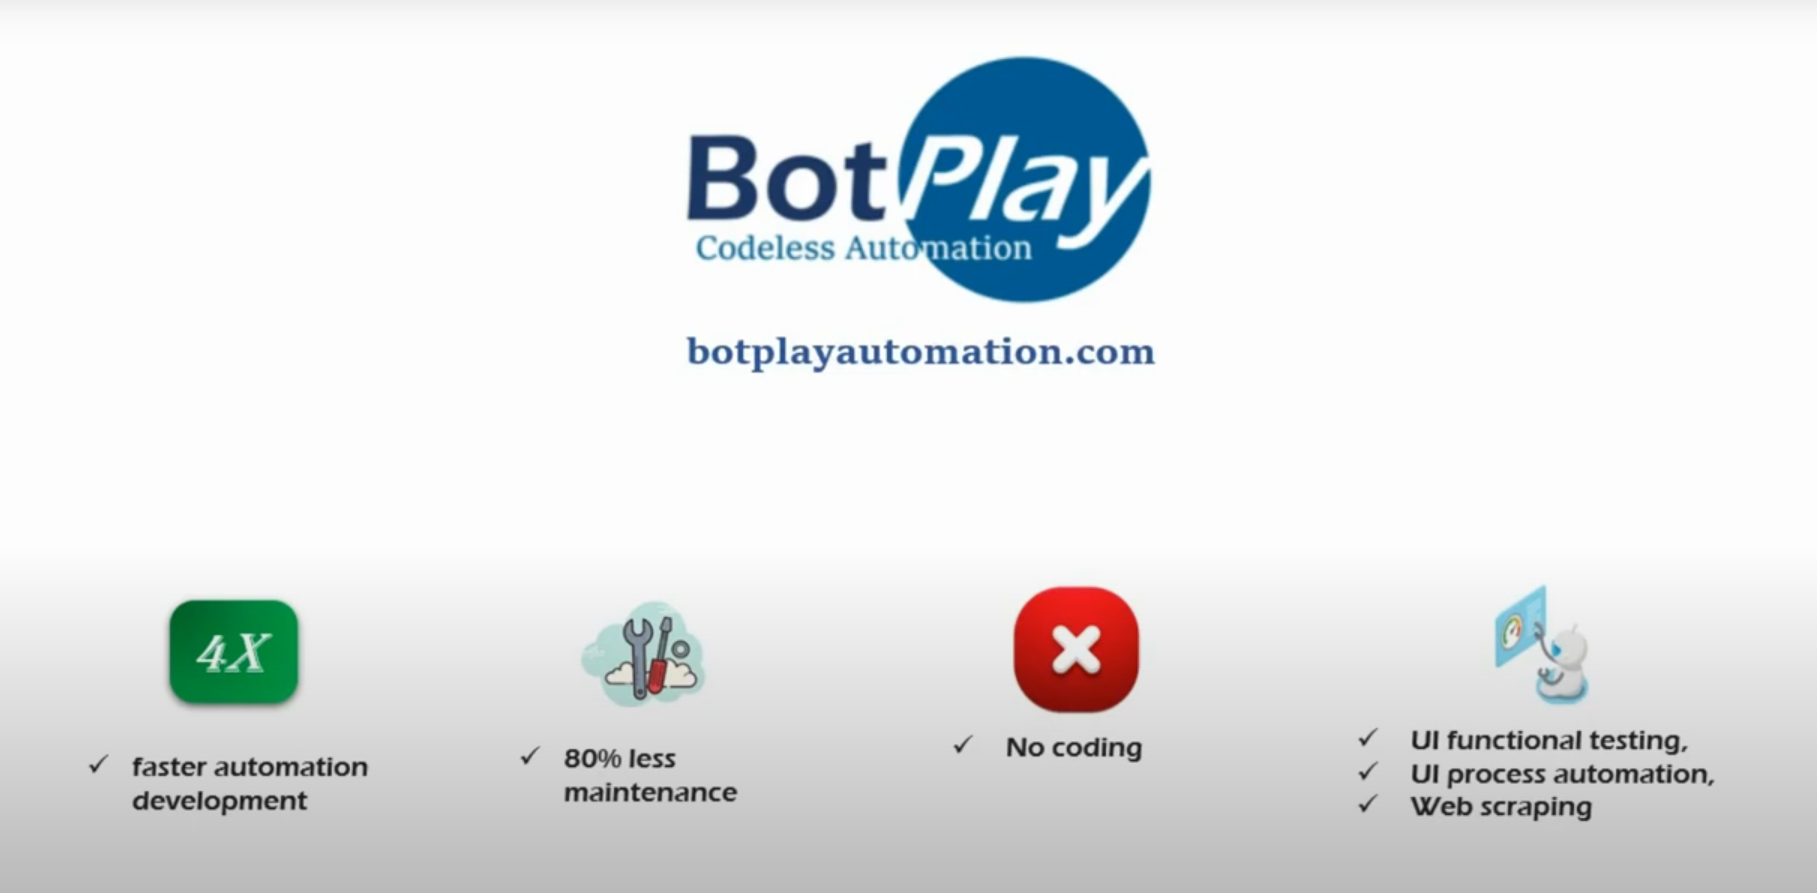 BotPlay
Codeless Automation
botplayautomation.com
4X
faster automation
development
80% less
maintenance
No coding
UI functional testing,
UI process automation,
Web scraping